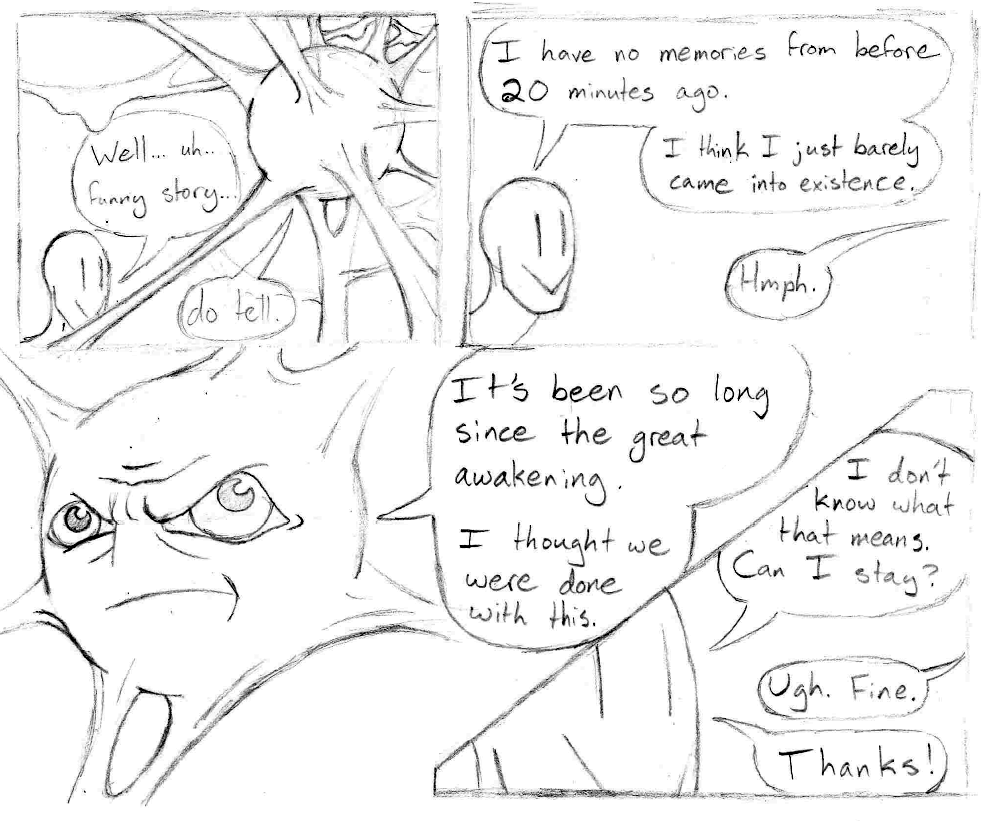 Well... uh..
funny story...
do tell.
I have no memories from before
20 minutes ago.
I think I just barely
came into existence.
Hmph.
It's been so long
since the great
awakening.
I thought we
were done
with this.
I don't
know what
that means.
Can I stay?
Ugh. Fine.
Thanks!